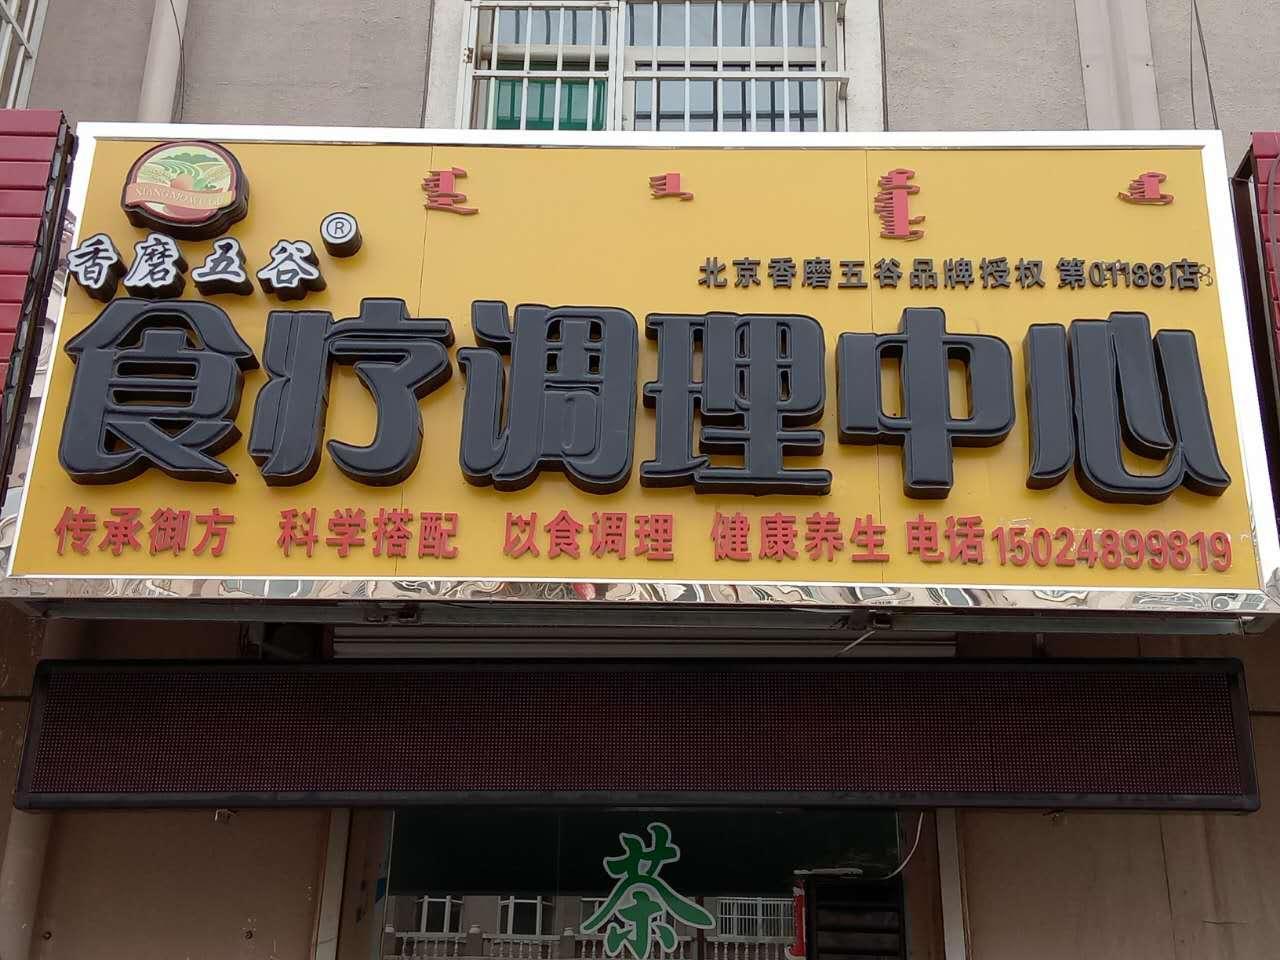 XIANGMOWUGU
香磨五谷®
北京香磨五谷品牌授权 第01188店
食疗调理中心
传承御方 科学搭配 以食调理 健康养生 电话15024899819
茶